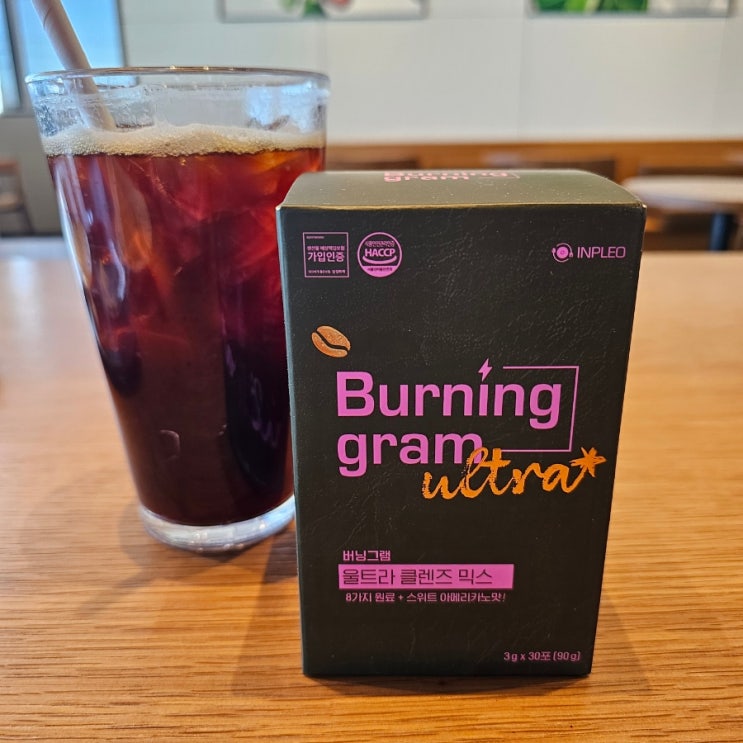 Burning
gram
가입인증
HACCP
INPLEO
Burning
gram
ultra*
버닝그램
울트라 클렌즈 믹스
8가지 원료 + 스위트 아메리카노맛!
3g x 30포 (90g)